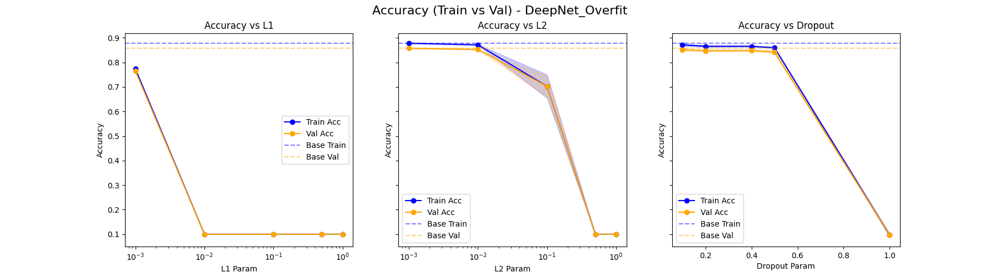 Accuracy (Train vs Val) - DeepNet_Overfit
Accuracy vs L1
0.9
0.8
0.7
0.6
0.5
0.4
0.3
0.2
0.1
Accuracy
Train Acc
Val Acc
Base Train
Base Val
10⁻³
10⁻²
10⁻¹
10⁰
L1 Param
Accuracy vs L2
Accuracy
Train Acc
Val Acc
Base Train
Base Val
10⁻³
10⁻²
10⁻¹
10⁰
L2 Param
Accuracy vs Dropout
Accuracy
Train Acc
Val Acc
Base Train
Base Val
0.2
0.4
0.6
0.8
1.0
Dropout Param